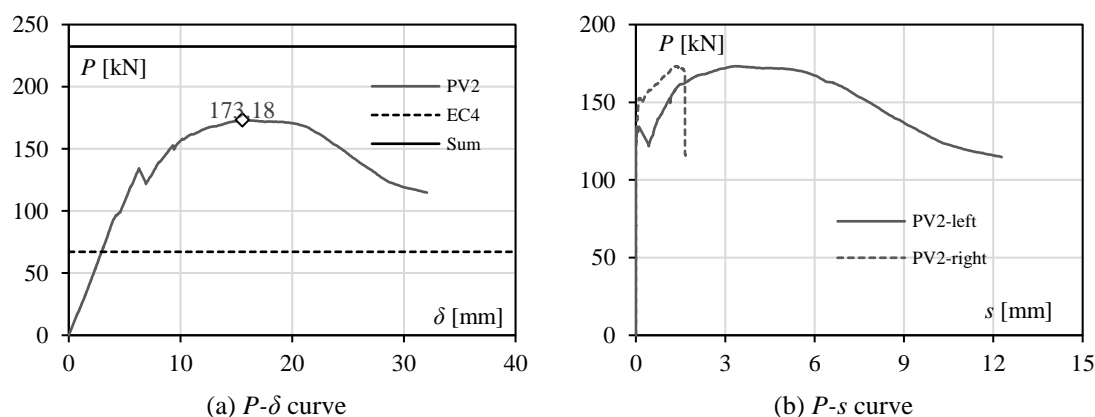 250
200
150
100
50
0
P [kN]
173.18
PV2
EC4
Sum
δ [mm]
0 10 20 30 40
(a) P-δ curve
200
150
100
50
0
P [kN]
PV2-left
PV2-right
s [mm]
0 3 6 9 12 15
(b) P-s curve